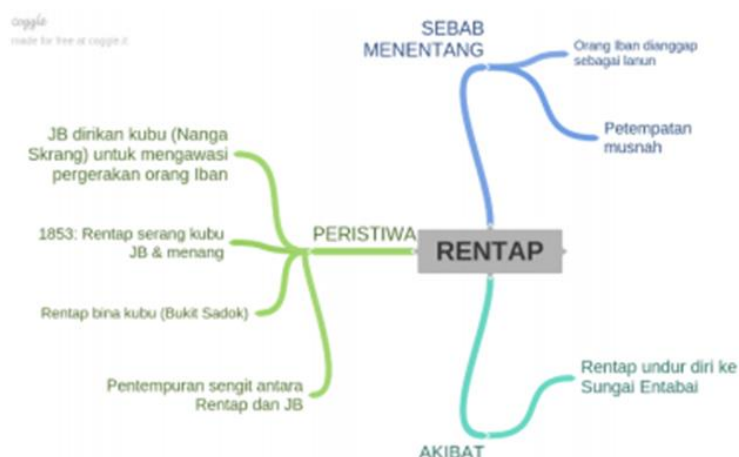 coggle
made for free at coggle.it
SEBAB
MENENTANG
Orang Iban dianggap
sebagai lanun
Petempatan
musnah
JB dirikan kubu (Nanga
Skrang) untuk mengawasi
pergerakan orang Iban
1853: Rentap serang kubu
JB & menang
PERISTIWA
RENTAP
Rentap bina kubu (Bukit Sadok)
Pentempuran sengit antara
Rentap dan JB
Rentap undur diri ke
Sungai Entabai
AKIBAT